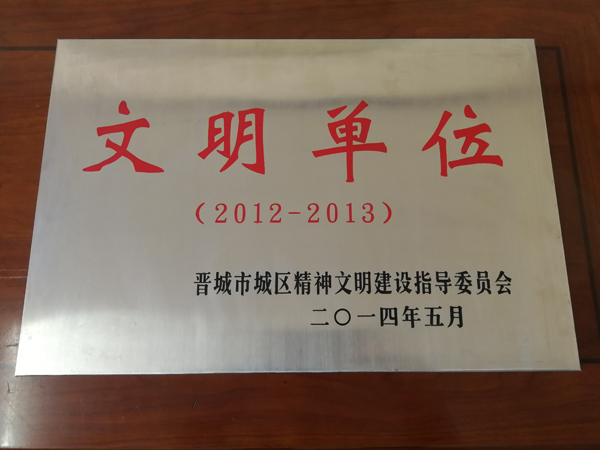 文明单位
（2012-2013）
晋城市城区精神文明建设指导委员会
二〇一四年五月